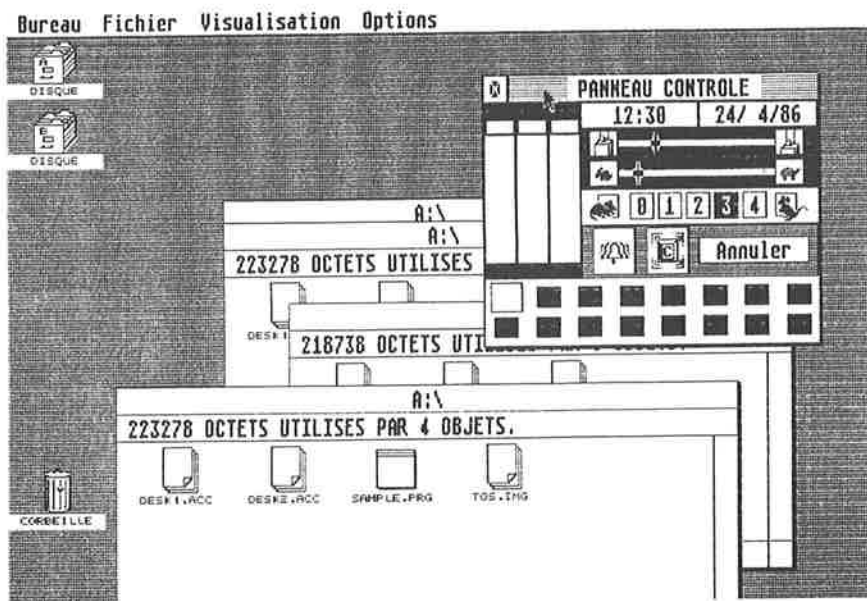 Bureau Fichier Visualisation Options
A
DISQUE
B
DISQUE
PANNEAU CONTROLE
12:30 24/ 4/86
0 1 2 3 4
C
Annuler
A:\
A:\
223278 OCTETS UTILISES
DESK1
218738 OCTETS
A:\
223278 OCTETS UTILISES PAR 4 OBJETS.
DESK1.ACC DESK2.ACC SAMPLE.PRG TOS.IMG
CORBEILLE